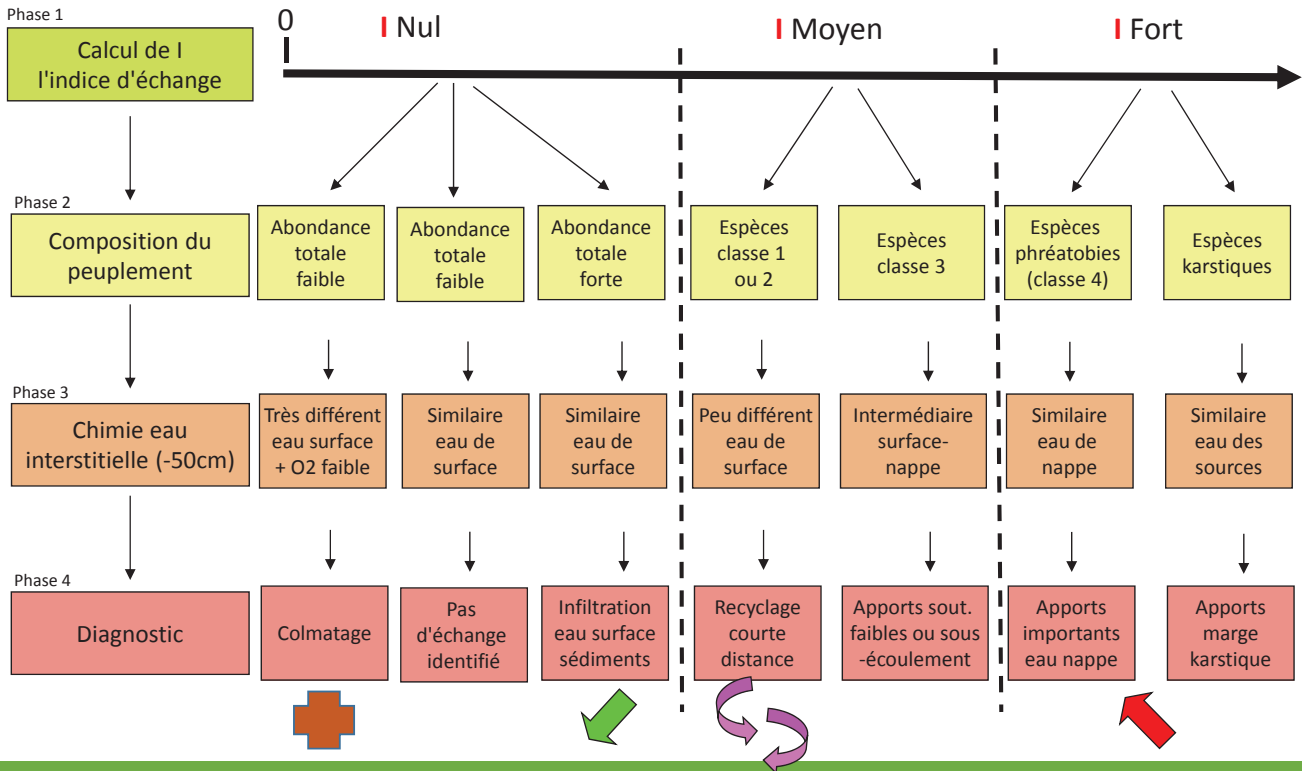 Phase 1
Calcul de I
l'indice d'échange
0
I Nul
I Moyen
I Fort
Phase 2
Composition du
peuplement
Abondance
totale
faible
Abondance
totale
faible
Abondance
totale
forte
Espèces
classe 1
ou 2
Espèces
classe 3
Espèces
phréatobies
(classe 4)
Espèces
karstiques
Phase 3
Chimie eau
interstitielle (-50cm)
Très différent
eau surface
+ O2 faible
Similaire
eau de
surface
Similaire
eau de
surface
Peu différent
eau de
surface
Intermédiaire
surface-
nappe
Similaire
eau de
nappe
Similaire
eau des
sources
Phase 4
Diagnostic
Colmatage
Pas
d'échange
identifié
Infiltration
eau surface
sédiments
Recyclage
courte
distance
Apports sout.
faibles ou sous
-écoulement
Apports
importants
eau nappe
Apports
marge
karstique